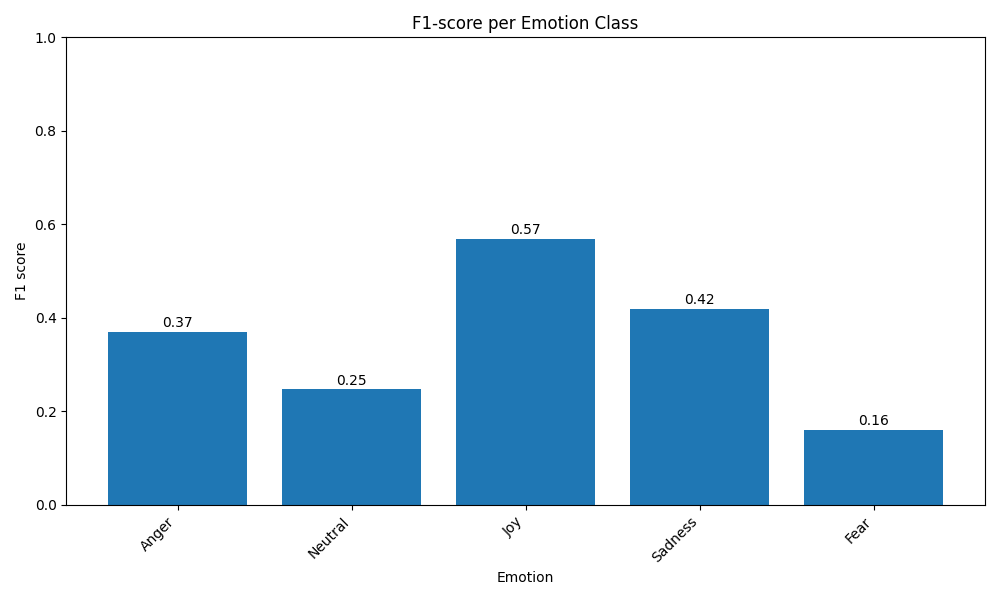 F1-score per Emotion Class
F1 score
1.0
0.8
0.6
0.4
0.2
0.0
0.37
0.25
0.57
0.42
0.16
Anger
Neutral
Joy
Sadness
Fear
Emotion